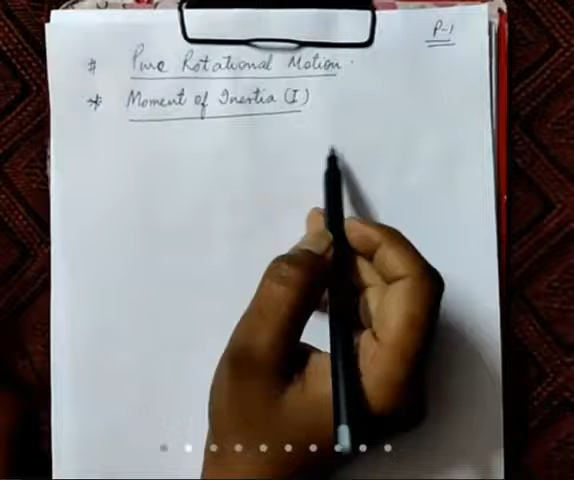 P-1
# Pure Rotational Motion.
* Moment of Inertia (I)